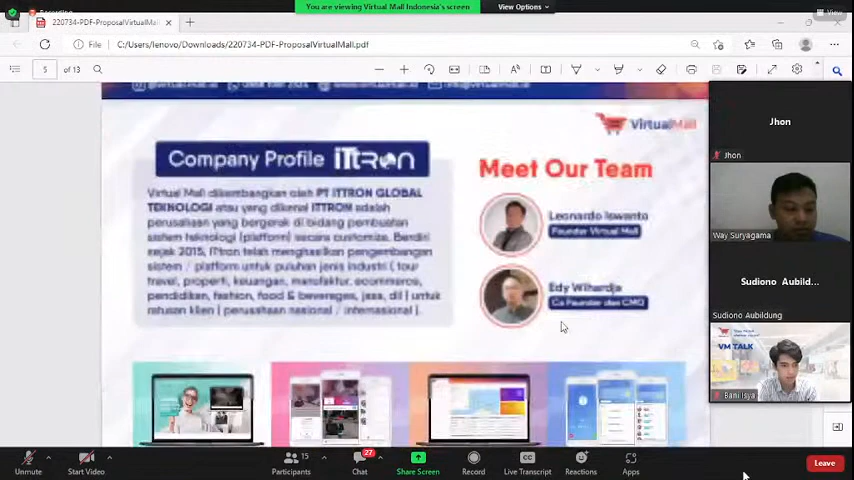 Recording
You are viewing Virtual Mall Indonesia's screen
View Options
View
220734-PDF-ProposalVirtualMall.
File
C:/Users/lenovo/Downloads/220734-PDF-ProposalVirtualMall.pdf
5 of 13
VirtualMall
Company Profile ITtron
Virtual Mall dikembangkan oleh PT ITTRON GLOBAL
TEKNOLOGI atau yang dikenal ITTRON adalah
perusahaan yang bergerak di bidang pembuatan
sistem teknologi (platform) secara customize. Berdiri
sejak 2015, ITtron telah menghasilkan pengembangan
sistem / platform untuk puluhan jenis industri ( tour
travel, properti, keuangan, manufaktur, ecommerce,
pendidikan, fashion, food & beverages, jasa, dll ) untuk
ratusan klien ( perusahaan nasional / internasional ).
Meet Our Team
Leonardo Iswanto
Founder Virtual Mall
Edy Wihardja
Co Founder dan CMO
Jhon
Jhon
Way Suryagama
Sudiono Aubild...
Sudiono Aubildung
VM TALK
Bani Isya
Unmute
Start Video
Participants
15
Chat
27
Share Screen
Record
CC
Live Transcript
Reactions
Apps
Leave